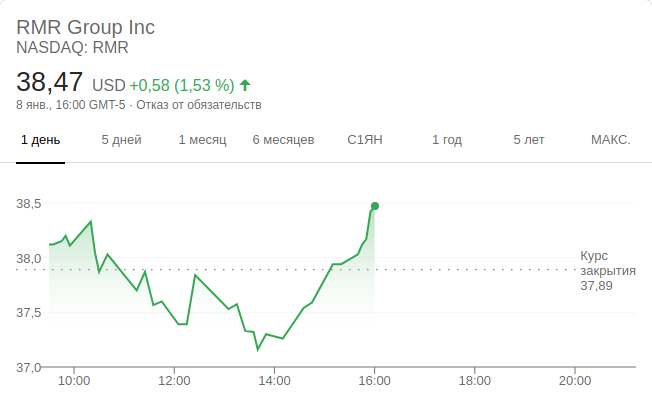 RMR Group Inc
NASDAQ: RMR
38,47 USD +0,58 (1,53 %)
8 янв., 16:00 GMT-5 · Отказ от обязательств
1 день 5 дней 1 месяц 6 месяцев С1ЯН 1 год 5 лет МАКС.
38,5
38,0
37,5
37,0
Курс
закрытия
37,89
10:00 12:00 14:00 16:00 18:00 20:00